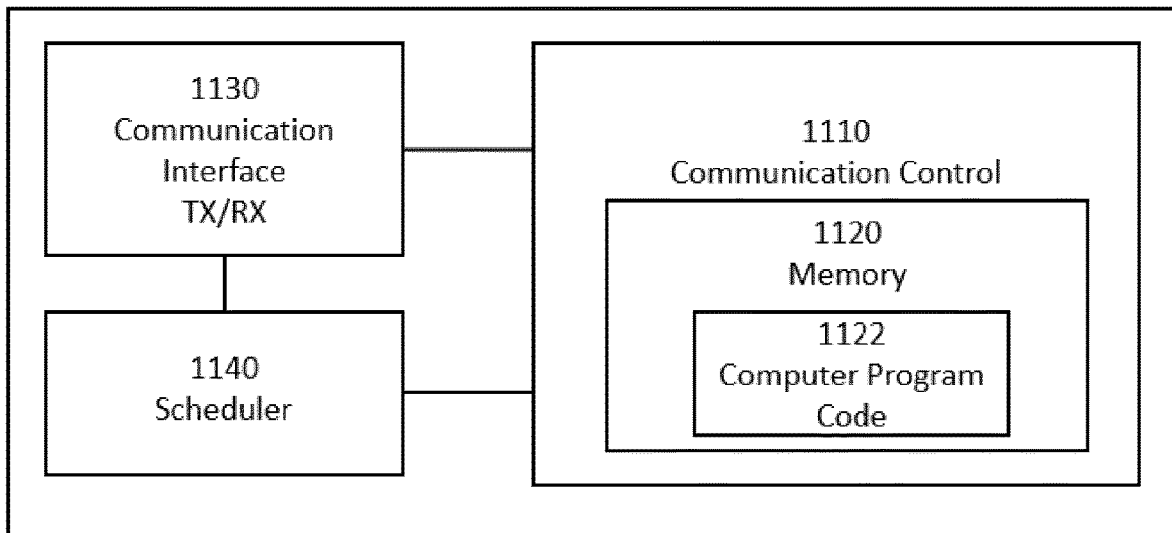 1130
Communication
Interface
TX/RX
1140
Scheduler
1110
Communication Control
1120
Memory
1122
Computer Program
Code